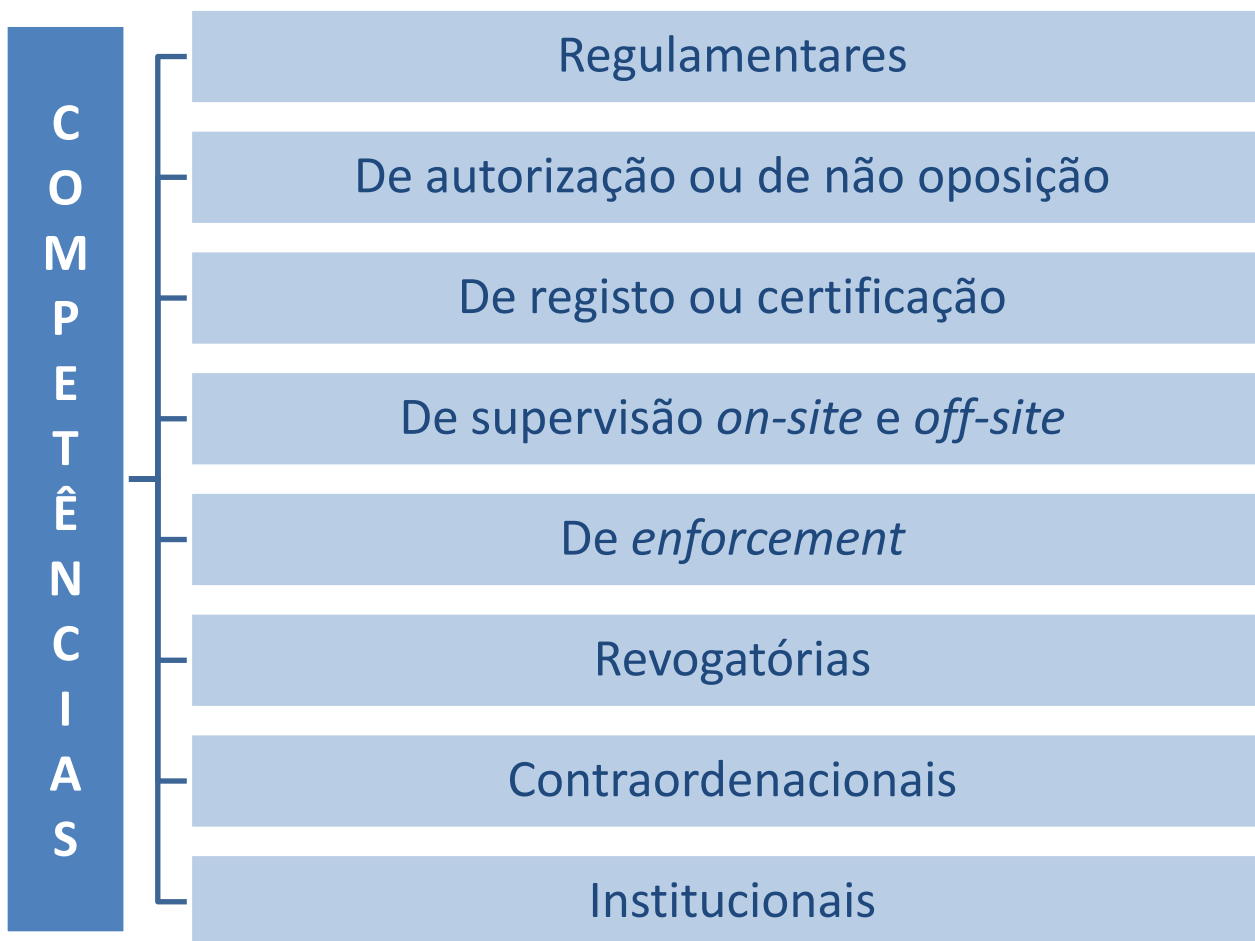 COMPETÊNCIAS
Regulamentares
De autorização ou de não oposição
De registo ou certificação
De supervisão on-site e off-site
De enforcement
Revogatórias
Contraordenacionais
Institucionais